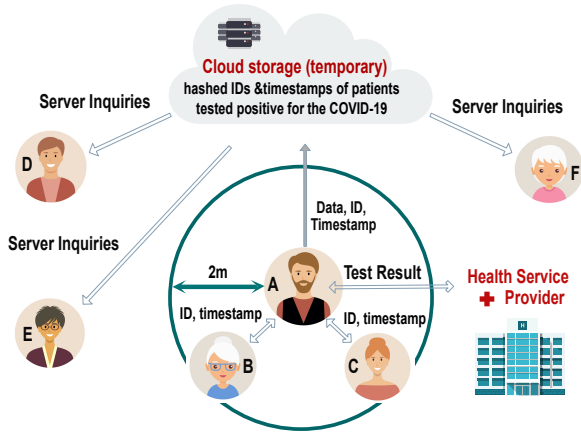 Cloud storage (temporary)
hashed IDs &timestamps of patients
tested positive for the COVID-19
Server Inquiries
Server Inquiries
D
F
Data, ID,
Timestamp
Server Inquiries
2m
A
Test Result
Health Service
Provider
ID, timestamp
ID, timestamp
H
E
B
C